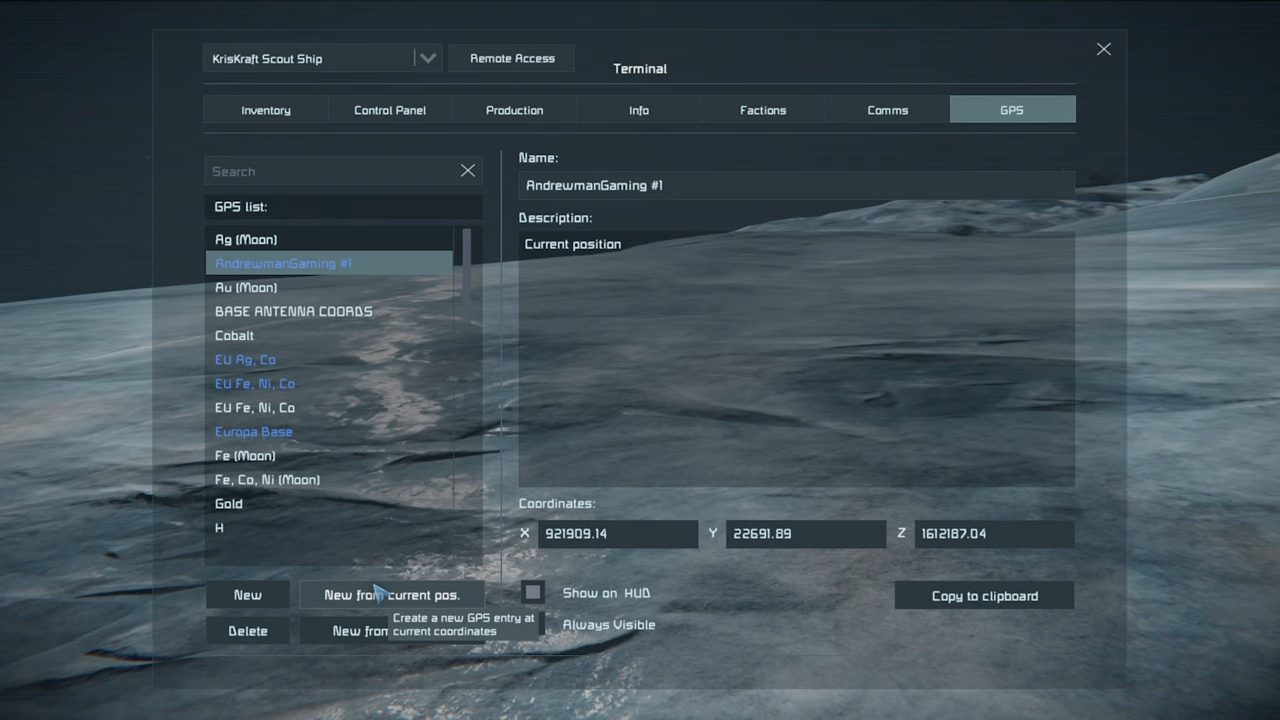 KrisKraft Scout Ship
Remote Access
Terminal
Inventory
Control Panel
Production
Info
Factions
Comms
GPS
Search
GPS list:
Ag (Moon)
AndrewmanGaming #1
Au (Moon)
BASE ANTENNA COORDS
Cobalt
EU Ag, Co
EU Fe, Ni, Co
EU Fe, Ni, Co
Europa Base
Fe (Moon)
Fe, Co, Ni (Moon)
Gold
H
New
New from current pos.
Delete
New from
Create a new GPS entry at
current coordinates
Name:
AndrewmanGaming #1
Description:
Current position
Coordinates:
X 921909.14 Y 22691.89 Z 1612187.04
Show on HUD
Always Visible
Copy to clipboard